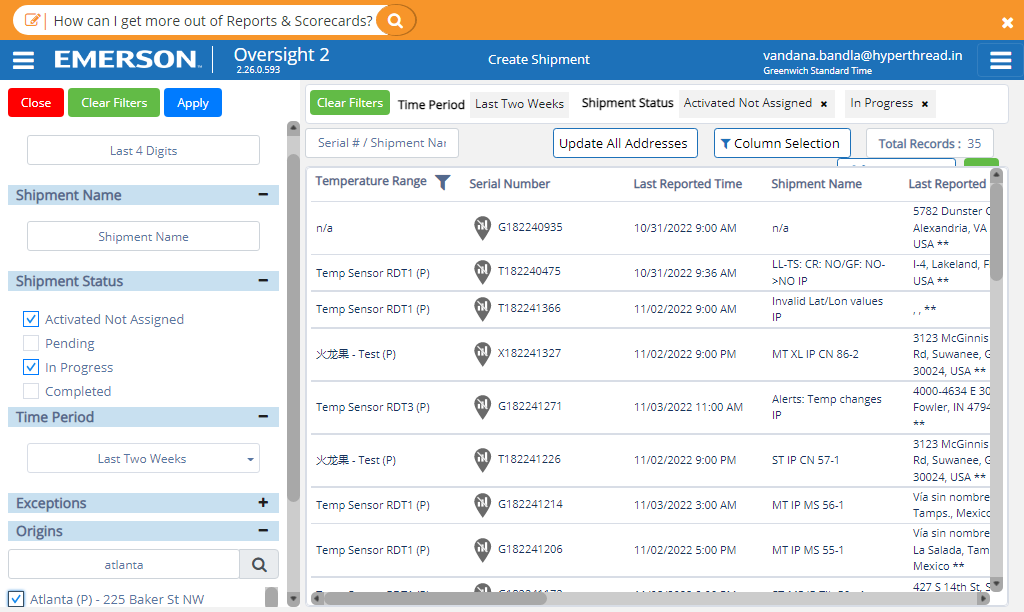 How can I get more out of Reports & Scorecards?
EMERSON
Oversight 2
2.26.0.593
Create Shipment
vandana.bandla@hyperthread.in
Greenwich Standard Time
Close
Clear Filters
Apply
Last 4 Digits
Shipment Name
Shipment Name
Shipment Status
Activated Not Assigned
Pending
In Progress
Completed
Time Period
Last Two Weeks
Exceptions
Origins
atlanta
Atlanta (P) - 225 Baker St NW
Clear Filters
Time Period
Last Two Weeks
Shipment Status
Activated Not Assigned ×
In Progress ×
Serial # / Shipment Nar
Update All Addresses
Column Selection
Total Records : 35
Temperature Range Serial Number Last Reported Time Shipment Name Last Reported
n/a G182240935 10/31/2022 9:00 AM n/a 5782 Dunster C
Alexandria, VA
USA **
Temp Sensor RDT1 (P) T182240475 10/31/2022 9:36 AM LL-TS: CR: NO/GF: NO-
>NO IP
I-4, Lakeland, F
USA **
Temp Sensor RDT1 (P) T182241366 11/02/2022 9:00 AM Invalid Lat/Lon values
IP
, , **
火龙果 - Test (P) X182241327 11/02/2022 9:00 PM MT XL IP CN 86-2 3123 McGinnis
Rd, Suwanee, G
30024, USA **
Temp Sensor RDT3 (P) G182241271 11/03/2022 11:00 AM Alerts: Temp changes
IP
4000-4634 E 30
Fowler, IN 4794
**
火龙果 - Test (P) T182241226 11/02/2022 9:00 PM ST IP CN 57-1 3123 McGinnis
Rd, Suwanee, G
30024, USA **
Temp Sensor RDT1 (P) G182241214 11/03/2022 3:00 AM MT IP MS 56-1 Vía sin nombre
Tamps., Mexico
Temp Sensor RDT1 (P) G182241206 11/02/2022 5:00 PM MT IP MS 55-1 Vía sin nombre
La Salada, Tam
Mexico **
427 S 14th St, S